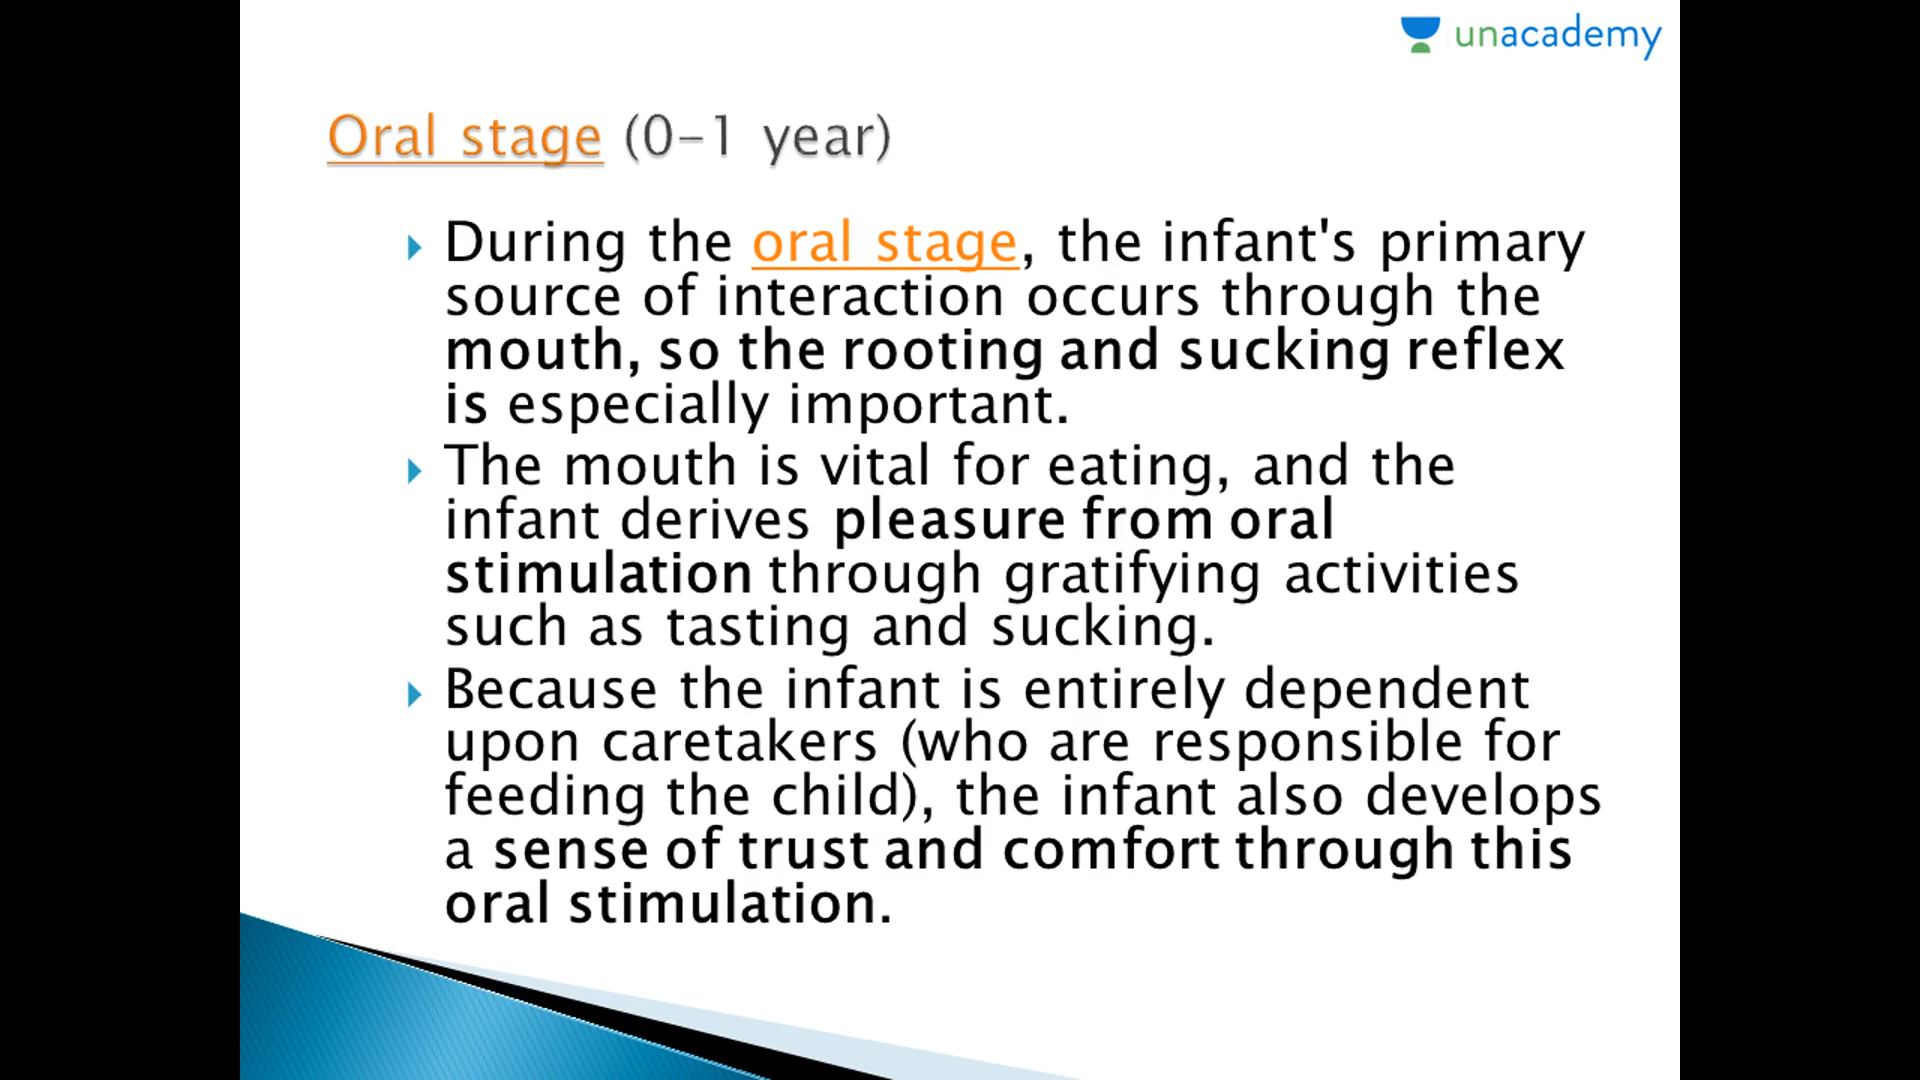 unacademy
Oral stage (0-1 year)
During the oral stage, the infant's primary
source of interaction occurs through the
mouth, so the rooting and sucking reflex
is especially important.
The mouth is vital for eating, and the
infant derives pleasure from oral
stimulation through gratifying activities
such as tasting and sucking.
Because the infant is entirely dependent
upon caretakers (who are responsible for
feeding the child), the infant also develops
a sense of trust and comfort through this
oral stimulation.